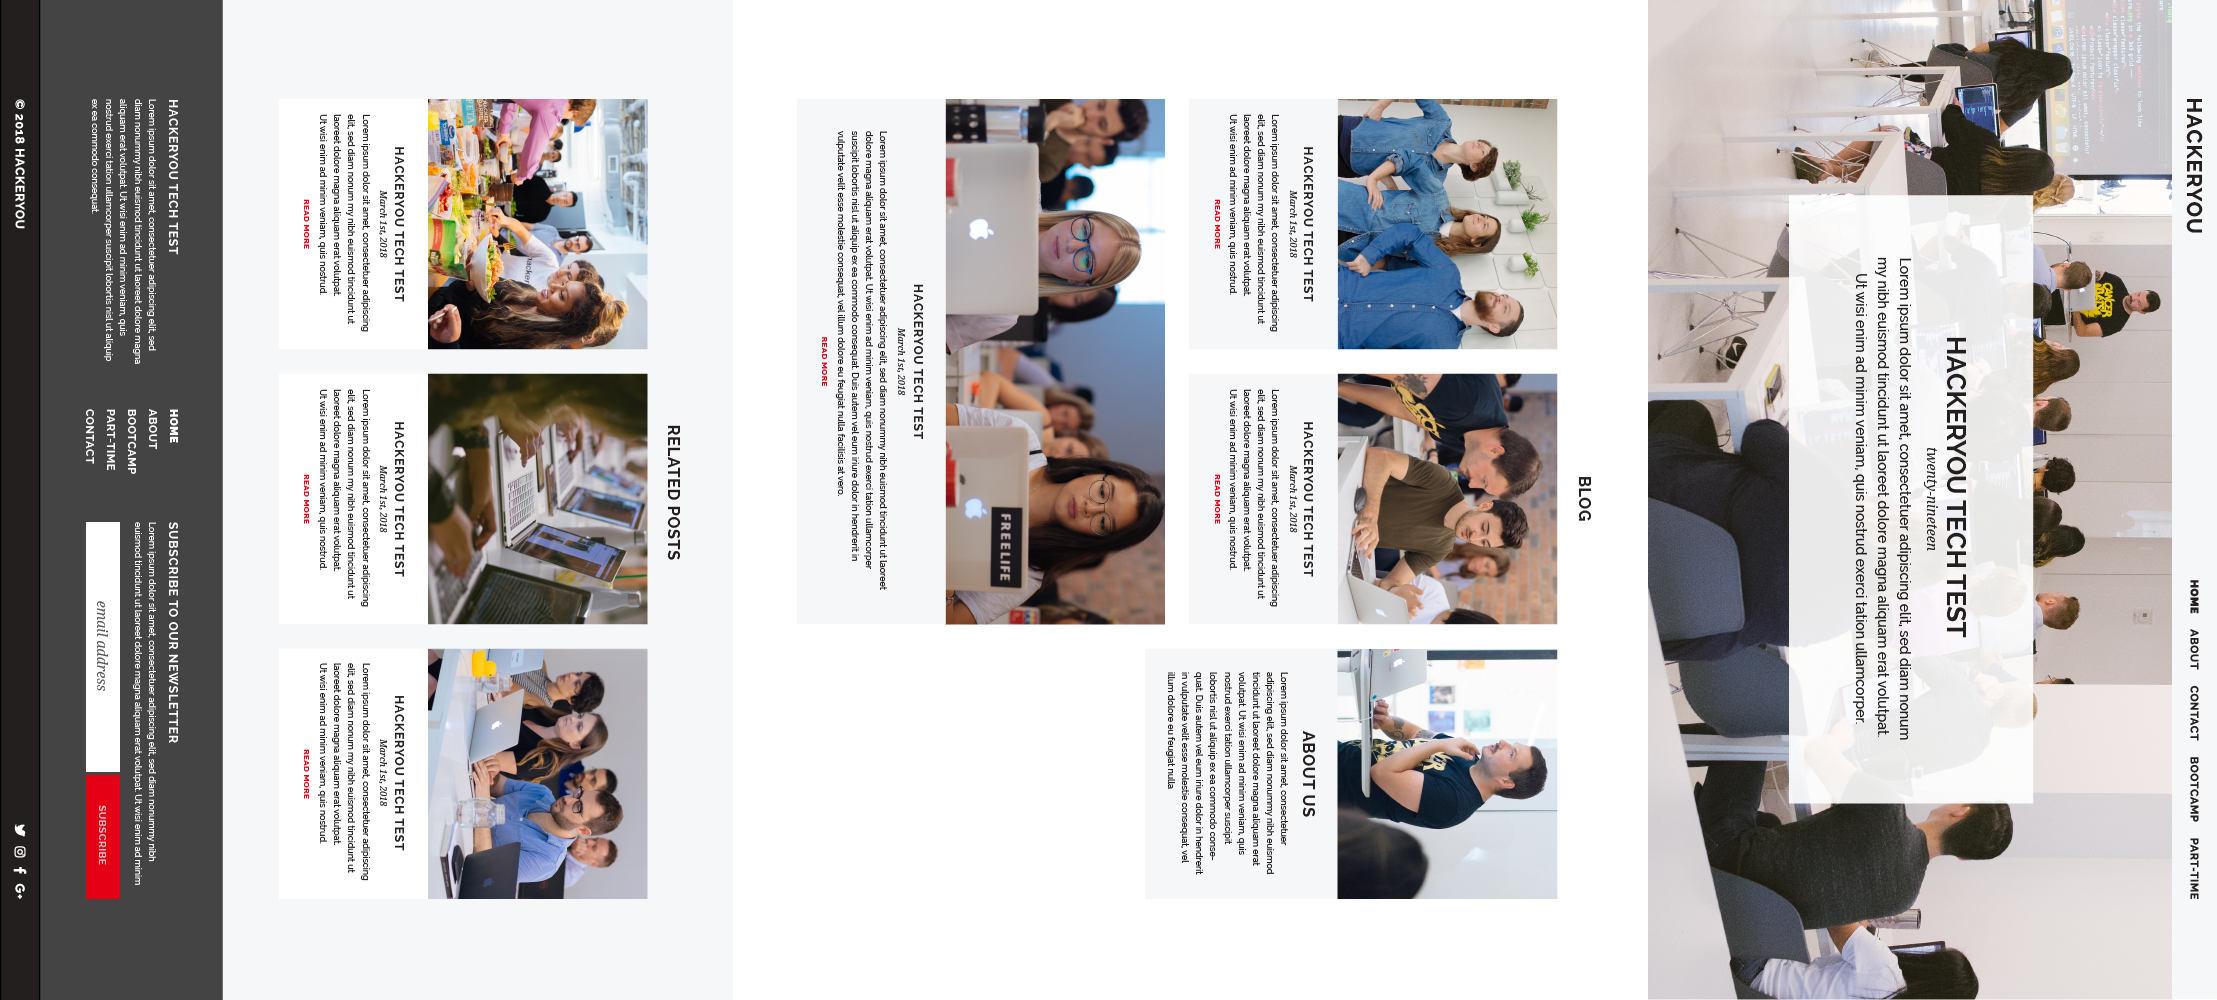 HACKERYOU
HOME ABOUT CONTACT BOOTCAMP PART-TIME
HACKERYOU TECH TEST
twenty-nineteen
Lorem ipsum dolor sit amet, consectetuer adipiscing elit, sed diam nonum
my nibh euismod tincidunt ut laoreet dolore magna aliquam erat volutpat.
Ut wisi enim ad minim veniam, quis nostrud exerci tation ullamcorper.
BLOG
HACKERYOU TECH TEST
March 1st, 2018
Lorem ipsum dolor sit amet, consectetuer adipiscing
elit, sed diam nonum my nibh euismod tincidunt ut
laoreet dolore magna aliquam erat volutpat.
Ut wisi enim ad minim veniam, quis nostrud.
READ MORE
HACKERYOU TECH TEST
March 1st, 2018
Lorem ipsum dolor sit amet, consectetuer adipiscing
elit, sed diam nonum my nibh euismod tincidunt ut
laoreet dolore magna aliquam erat volutpat.
Ut wisi enim ad minim veniam, quis nostrud.
READ MORE
ABOUT US
Lorem ipsum dolor sit amet, consectetuer
adipiscing elit, sed diam nonummy nibh euismod
tincidunt ut laoreet dolore magna aliquam erat
volutpat. Ut wisi enim ad minim veniam, quis
nostrud exerci tation ullamcorper suscipit
lobortis nisl ut aliquip ex ea commodo conse-
quat. Duis autem vel eum iriure dolor in hendrerit
in vulputate velit esse molestie consequat, vel
illum dolore eu feugiat nulla
FREELIFE
HACKERYOU TECH TEST
March 1st, 2018
Lorem ipsum dolor sit amet, consectetuer adipiscing elit, sed diam nonummy nibh euismod tincidunt ut laoreet
dolore magna aliquam erat volutpat. Ut wisi enim ad minim veniam, quis nostrud exerci tation ullamcorper
suscipit lobortis nisl ut aliquip ex ea commodo consequat. Duis autem vel eum iriure dolor in hendrerit in
vulputate velit esse molestie consequat, vel illum dolore eu feugiat nulla facilisis at vero.
READ MORE
RELATED POSTS
HACKERYOU TECH TEST
March 1st, 2018
Lorem ipsum dolor sit amet, consectetuer adipiscing
elit, sed diam nonum my nibh euismod tincidunt ut
laoreet dolore magna aliquam erat volutpat.
Ut wisi enim ad minim veniam, quis nostrud.
READ MORE
HACKERYOU TECH TEST
March 1st, 2018
Lorem ipsum dolor sit amet, consectetuer adipiscing
elit, sed diam nonum my nibh euismod tincidunt ut
laoreet dolore magna aliquam erat volutpat.
Ut wisi enim ad minim veniam, quis nostrud.
READ MORE
HACKERYOU TECH TEST
March 1st, 2018
Lorem ipsum dolor sit amet, consectetuer adipiscing
elit, sed diam nonum my nibh euismod tincidunt ut
laoreet dolore magna aliquam erat volutpat.
Ut wisi enim ad minim veniam, quis nostrud.
READ MORE
HACKERYOU TECH TEST
Lorem ipsum dolor sit amet, consectetuer adipiscing elit, sed
diam nonummy nibh euismod tincidunt ut laoreet dolore magna
aliquam erat volutpat. Ut wisi enim ad minim veniam, quis
nostrud exerci tation ullamcorper suscipit lobortis nisl ut aliquip
ex ea commodo consequat.
HOME
ABOUT
BOOTCAMP
PART-TIME
CONTACT
SUBSCRIBE TO OUR NEWSLETTER
Lorem ipsum dolor sit amet, consectetuer adipiscing elit, sed diam nonummy nibh
euismod tincidunt ut laoreet dolore magna aliquam erat volutpat. Ut wisi enim ad minim
email address
SUBSCRIBE
© 2018 HACKERYOU